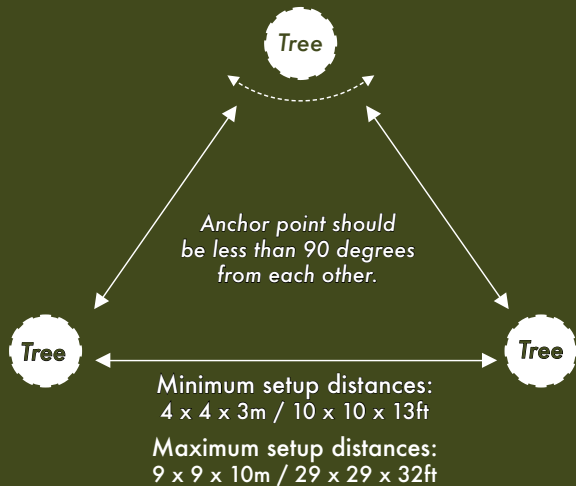 Tree
Anchor point should
be less than 90 degrees
from each other.
Tree
Tree
Minimum setup distances:
4 x 4 x 3m / 10 x 10 x 13ft
Maximum setup distances:
9 x 9 x 10m / 29 x 29 x 32ft